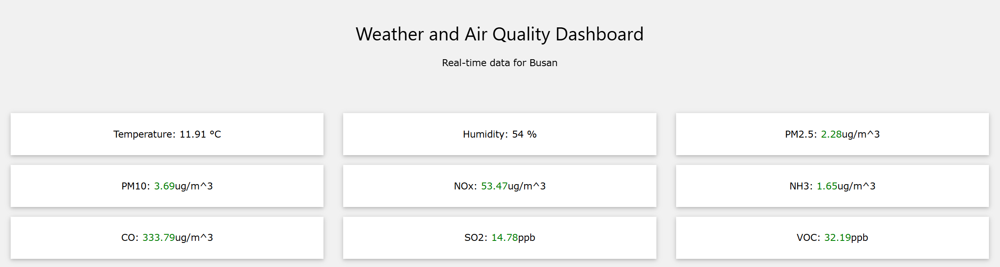 Weather and Air Quality Dashboard
Real-time data for Busan
Temperature: 11.91 °C
Humidity: 54 %
PM2.5: 2.28ug/m^3
PM10: 3.69ug/m^3
NOx: 53.47ug/m^3
NH3: 1.65ug/m^3
CO: 333.79ug/m^3
SO2: 14.78ppb
VOC: 32.19ppb